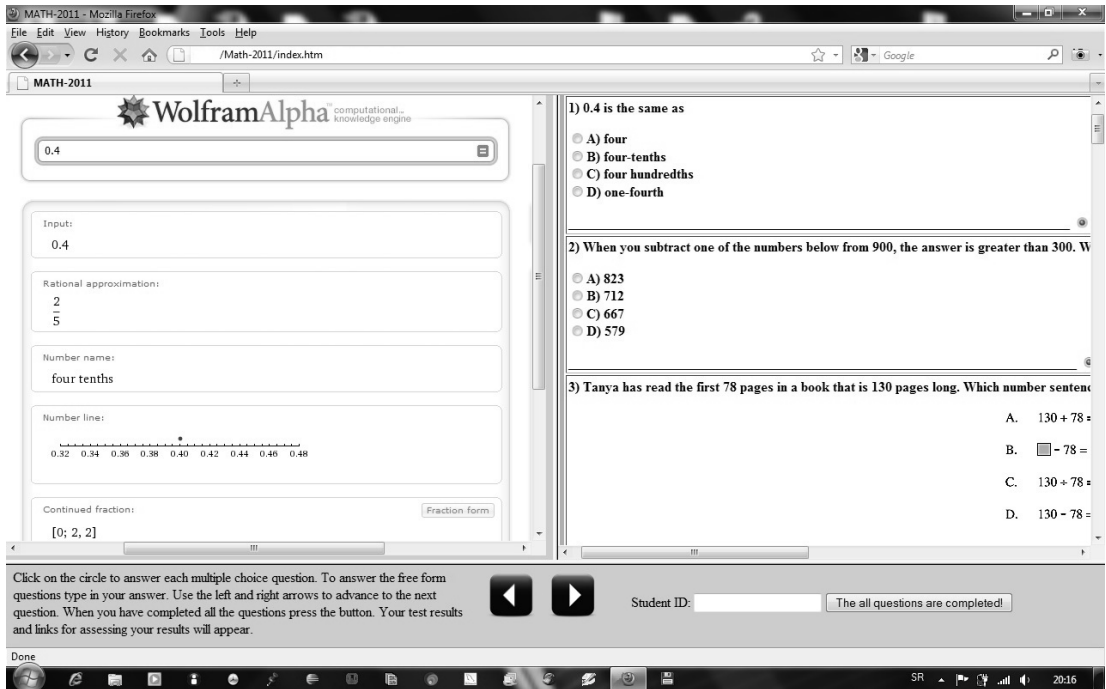 MATH-2011 - Mozilla Firefox
File Edit View History Bookmarks Tools Help
/Math-2011/index.htm
Google
MATH-2011
WolframAlpha computational...
knowledge engine
0.4
Input:
0.4
Rational approximation:
2
5
Number name:
four tenths
Number line:
0.32 0.34 0.36 0.38 0.40 0.42 0.44 0.46 0.48
Continued fraction:
Fraction form
[0; 2, 2]
1) 0.4 is the same as
A) four
B) four-tenths
C) four hundredths
D) one-fourth
2) When you subtract one of the numbers below from 900, the answer is greater than 300. W
A) 823
B) 712
C) 667
D) 579
3) Tanya has read the first 78 pages in a book that is 130 pages long. Which number sentenc
A. 130 + 78 =
B. - 78 =
C. 130 ÷ 78 =
D. 130 - 78 =
Click on the circle to answer each multiple choice question. To answer the free form
questions type in your answer. Use the left and right arrows to advance to the next
question. When you have completed all the questions press the button. Your test results
and links for assessing your results will appear.
Student ID:
The all questions are completed!
Done
SR
20:16